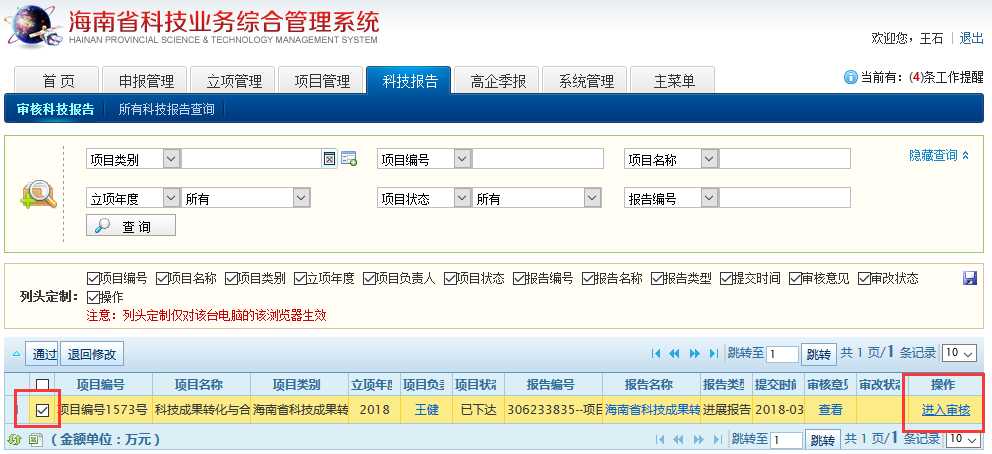 海南省科技业务综合管理系统
HAINAN PROVINCIAL SCIENCE & TECHNOLOGY MANAGEMENT SYSTEM
欢迎您，王石 | 退出
首 页 申报管理 立项管理 项目管理 科技报告 高企季报 系统管理 主菜单
当前有：(4)条工作提醒
审核科技报告 所有科技报告查询
项目类别 项目编号 项目名称 隐藏查询
立项年度 所有 项目状态 所有 报告编号
查 询
项目编号 项目名称 项目类别 立项年度 项目负责人 项目状态 报告编号 报告名称 报告类型 提交时间 审核意见 审改状态
列头定制：
操作
注意：列头定制仅对该台电脑的该浏览器生效
通过 退回修改 跳转至 1 跳转 共 1 页/1 条记录 10
项目编号 项目名称 项目类别 立项年度 项目负责 项目状态 报告编号 报告名称 报告类型 提交时间 审核意见 审改状态 操作
项目编号1573号 科技成果转化与合 海南省科技成果转 2018 王健 已下达 306233835--项目 海南省科技成果转 进展报告 2018-03 查看 进入审核
（金额单位：万元） 跳转至 1 跳转 共 1 页/1 条记录 10